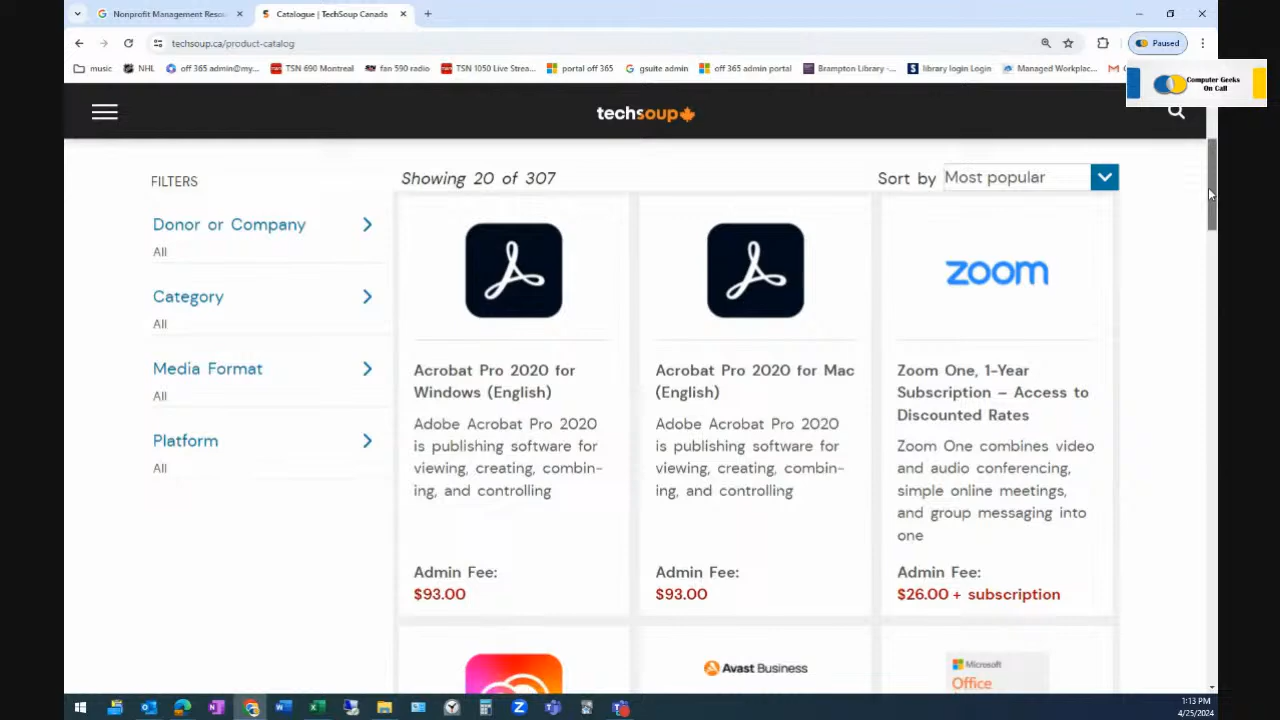 Nonprofit Management Resou
Catalogue | TechSoup Canada
techsoup.ca/product-catalog
Paused
music
NHL
off 365 admin@my...
TSN 690 Montreal
fan 590 radio
TSN 1050 Live Strea...
portal off 365
gsuite admin
off 365 admin portal
Brampton Library -...
library login Login
Managed Workplac...
Computer Geeks
On Call
techsoup
FILTERS
Showing 20 of 307
Sort by Most popular
Donor or Company
All
Category
All
Media Format
All
Platform
All
Acrobat Pro 2020 for
Windows (English)
Adobe Acrobat Pro 2020
is publishing software for
viewing, creating, combin-
ing, and controlling
Admin Fee:
$93.00
Acrobat Pro 2020 for Mac
(English)
Adobe Acrobat Pro 2020
is publishing software for
viewing, creating, combin-
ing, and controlling
Admin Fee:
$93.00
zoom
Zoom One, 1-Year
Subscription – Access to
Discounted Rates
Zoom One combines video
and audio conferencing,
simple online meetings,
and group messaging into
one
Admin Fee:
$26.00 + subscription
Avast Business
Microsoft
Office
1:13 PM
4/25/2024